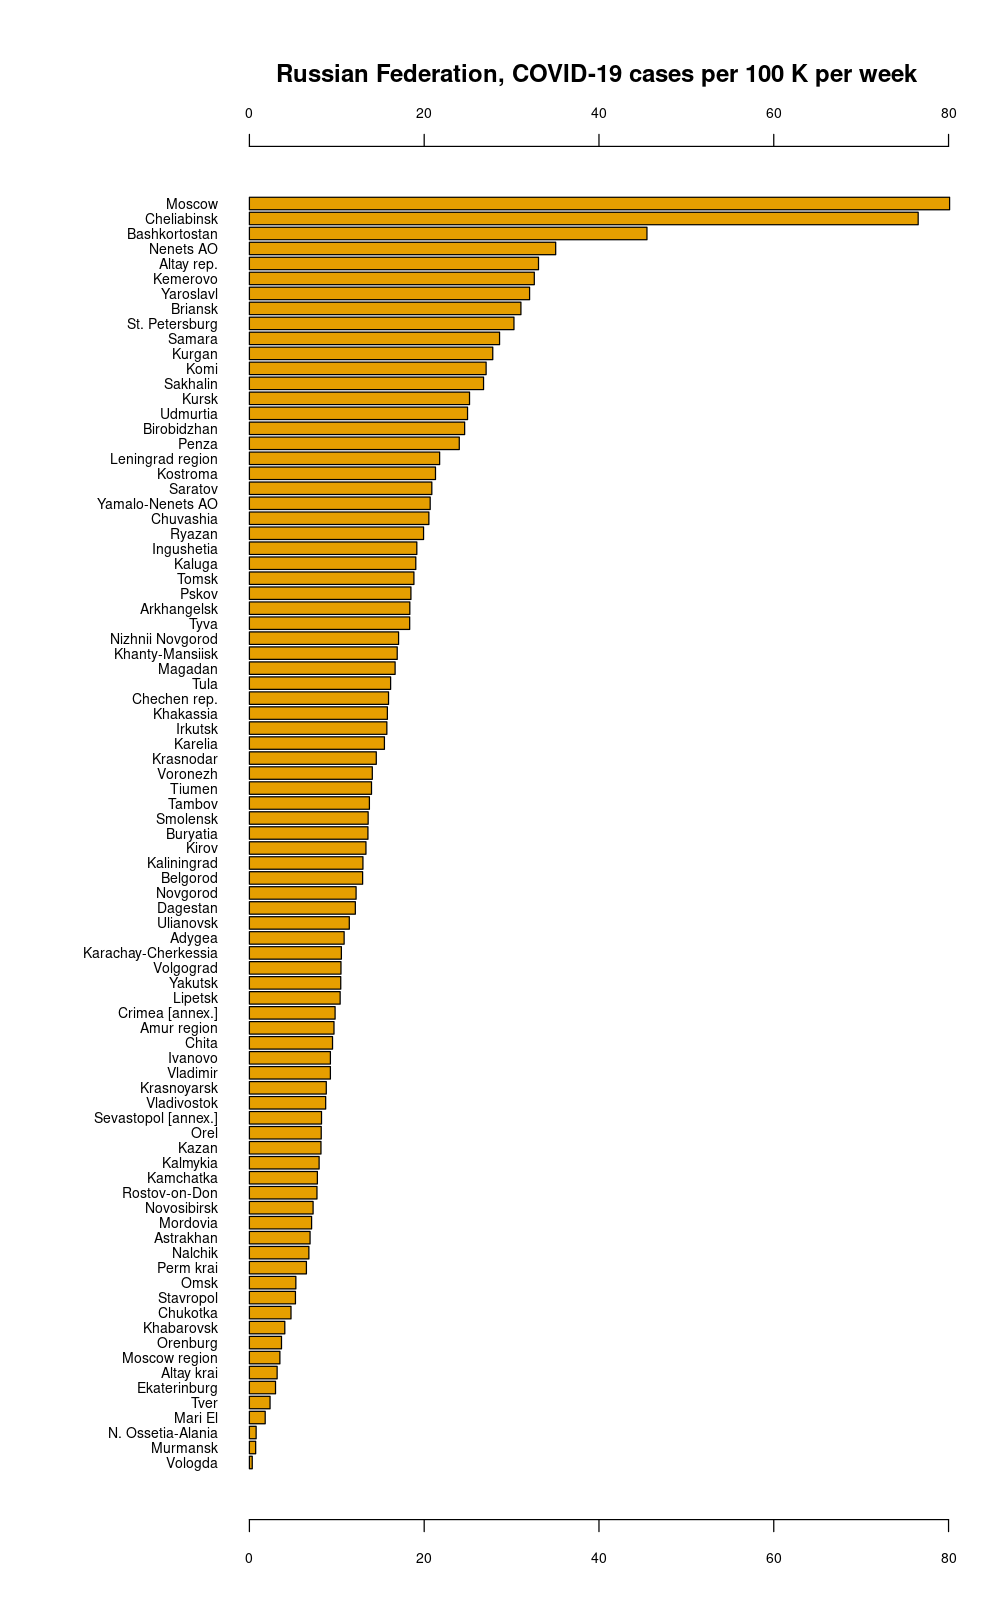 Russian Federation, COVID-19 cases per 100 K per week
0 20 40 60 80
Moscow
Cheliabinsk
Bashkortostan
Nenets AO
Altay rep.
Kemerovo
Yaroslavl
Briansk
St. Petersburg
Samara
Kurgan
Komi
Sakhalin
Kursk
Udmurtia
Birobidzhan
Penza
Leningrad region
Kostroma
Saratov
Yamalo-Nenets AO
Chuvashia
Ryazan
Ingushetia
Kaluga
Tomsk
Pskov
Arkhangelsk
Tyva
Nizhnii Novgorod
Khanty-Mansiisk
Magadan
Tula
Chechen rep.
Khakassia
Irkutsk
Karelia
Krasnodar
Voronezh
Tiumen
Tambov
Smolensk
Buryatia
Kirov
Kaliningrad
Belgorod
Novgorod
Dagestan
Ulianovsk
Adygea
Karachay-Cherkessia
Volgograd
Yakutsk
Lipetsk
Crimea [annex.]
Amur region
Chita
Ivanovo
Vladimir
Krasnoyarsk
Vladivostok
Sevastopol [annex.]
Orel
Kazan
Kalmykia
Kamchatka
Rostov-on-Don
Novosibirsk
Mordovia
Astrakhan
Nalchik
Perm krai
Omsk
Stavropol
Chukotka
Khabarovsk
Orenburg
Moscow region
Altay krai
Ekaterinburg
Tver
Mari El
N. Ossetia-Alania
Murmansk
Vologda
0 20 40 60 80